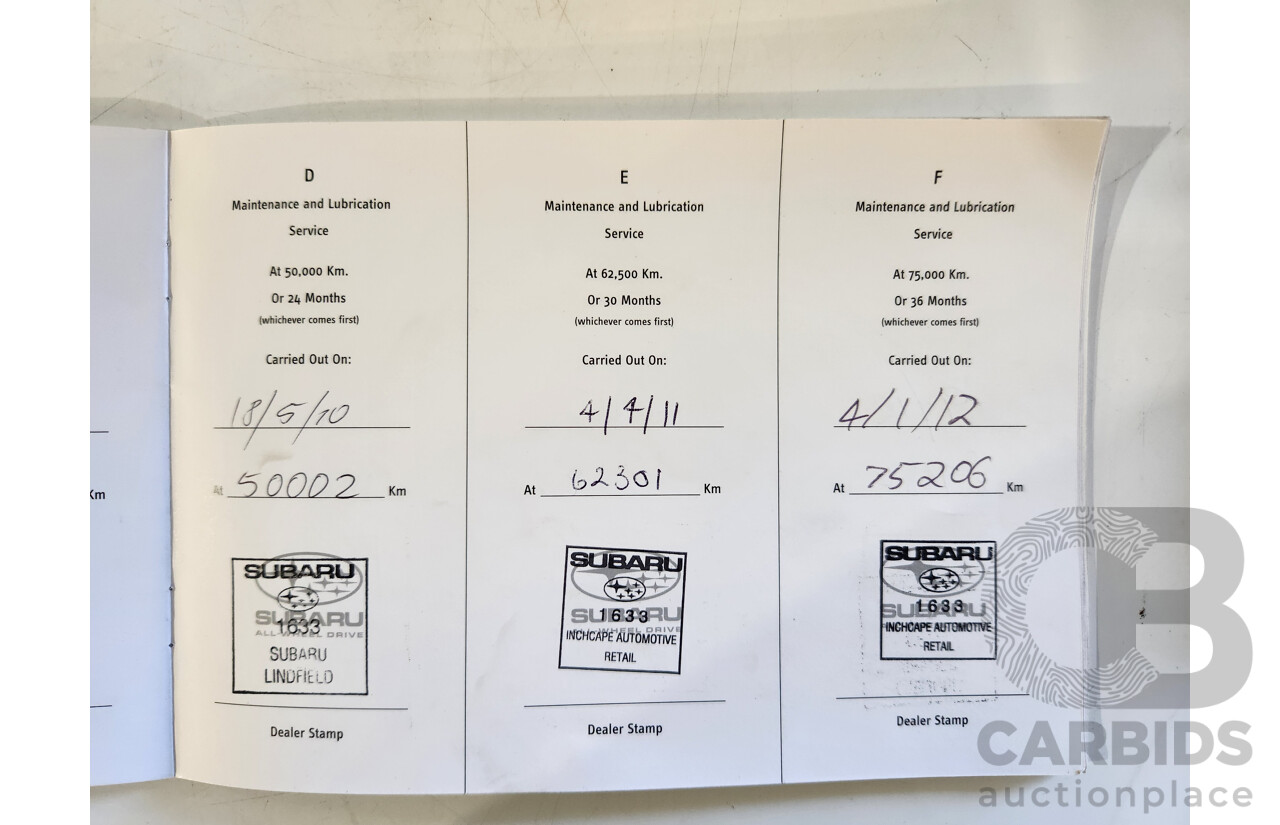 Km
D
Maintenance and Lubrication
Service
At 50,000 Km.
Or 24 Months
(whichever comes first)
Carried Out On:
18/5/10
At 50002 Km
SUBARU
SUBARU
1633
ALL-WHEEL DRIVE
SUBARU
LINDFIELD
Dealer Stamp
E
Maintenance and Lubrication
Service
At 62,500 Km.
Or 30 Months
(whichever comes first)
Carried Out On:
4/4/11
At 62301 Km
SUBARU
SUBARU
1633
WHEEL DRIVE
INCHCAPE AUTOMOTIVE
RETAIL
Dealer Stamp
F
Maintenance and Lubrication
Service
At 75,000 Km.
Or 36 Months
(whichever comes first)
Carried Out On:
4/1/12
At 75206 Km
SUBARU
1633
SUBARU
INCHCAPE AUTOMOTIVE
RETAIL
Dealer Stamp
CB
CARBIDS
auctionplace